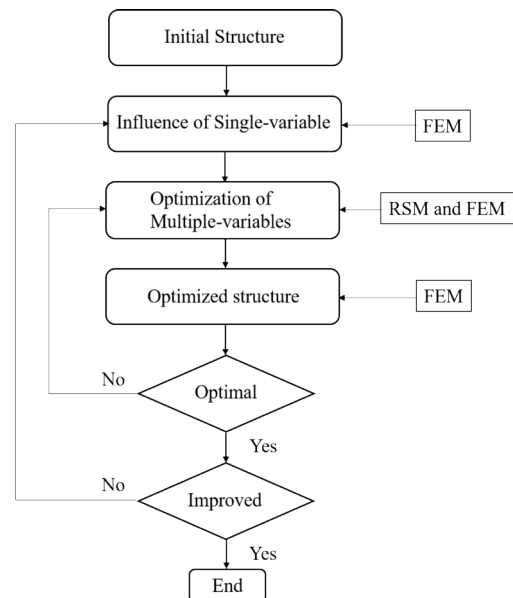 Initial Structure
Influence of Single-variable
FEM
Optimization of
Multiple-variables
RSM and FEM
Optimized structure
FEM
No
Optimal
Yes
No
Improved
Yes
End